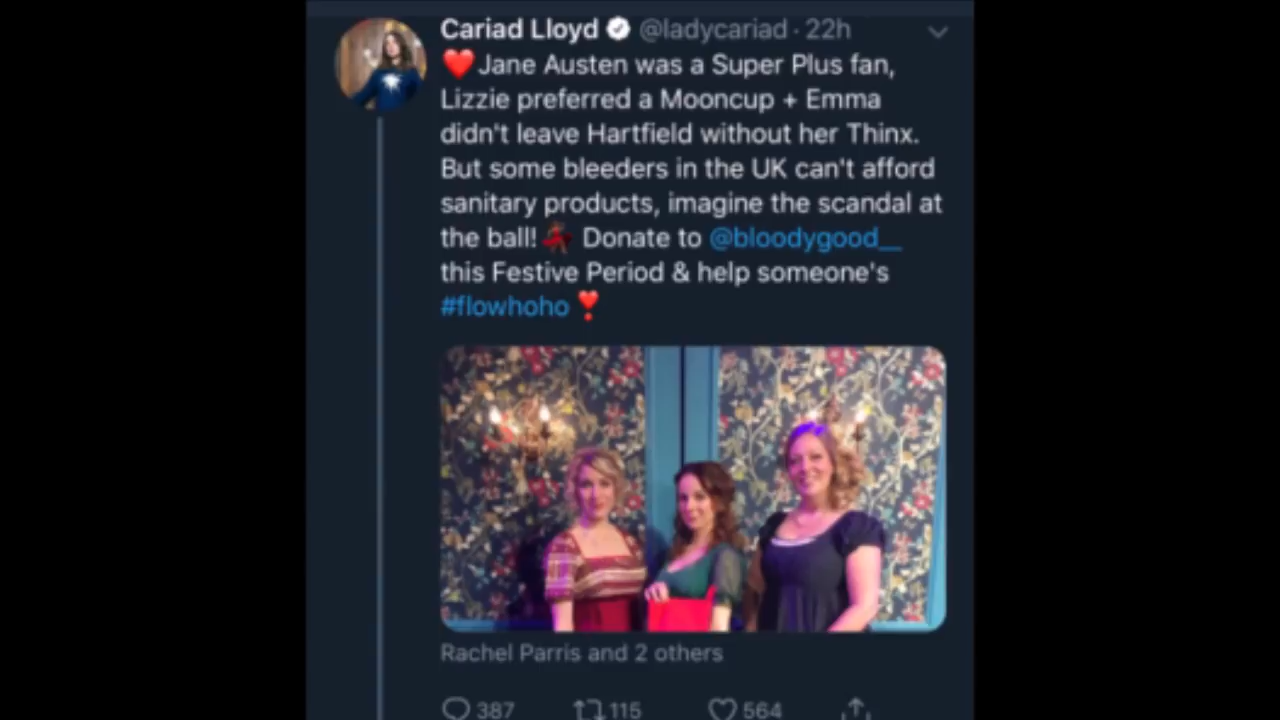 Cariad Lloyd @ladycariad · 22h
❤️Jane Austen was a Super Plus fan,
Lizzie preferred a Mooncup + Emma
didn't leave Hartfield without her Thinx.
But some bleeders in the UK can't afford
sanitary products, imagine the scandal at
the ball!💃 Donate to @bloodygood__
this Festive Period & help someone's
#flowhoho❣️
Rachel Parris and 2 others
387 115 564